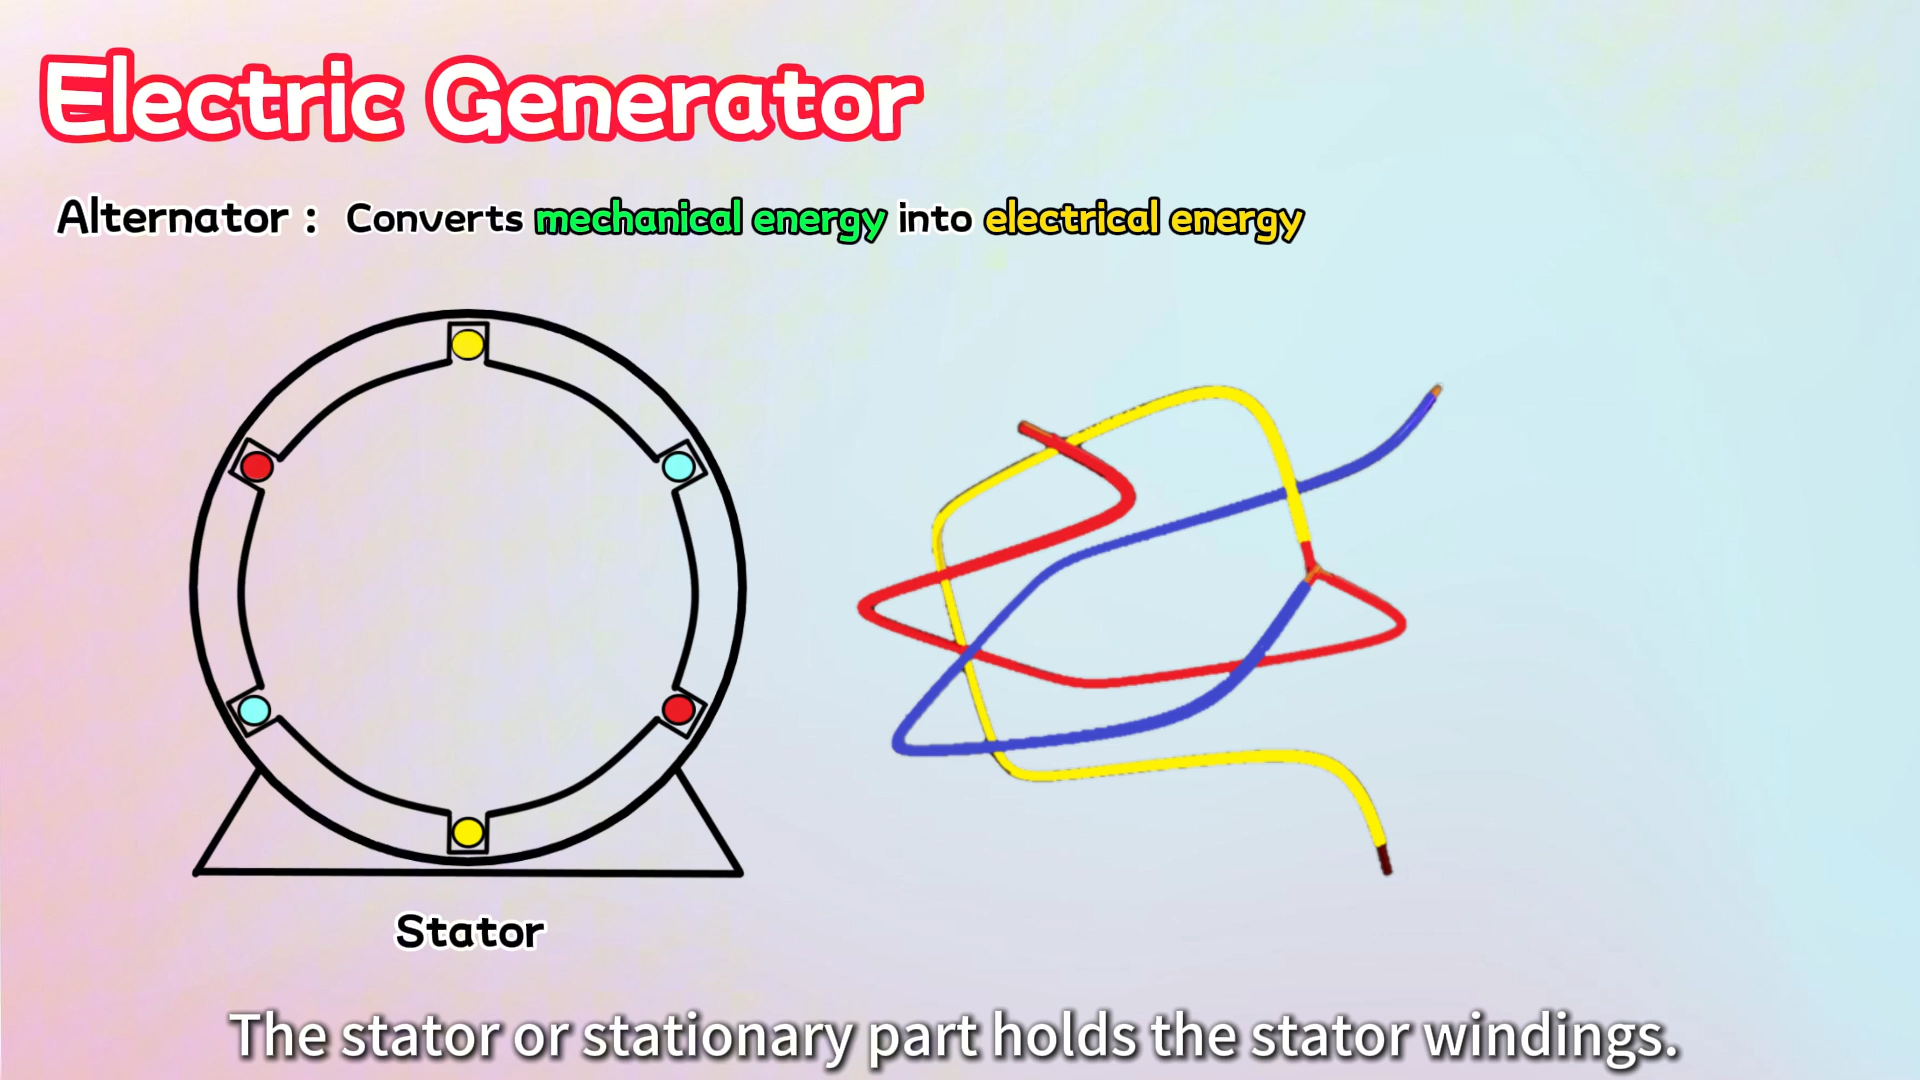 Electric Generator
Alternator : Converts mechanical energy into electrical energy
Stator
The stator or stationary part holds the stator windings.